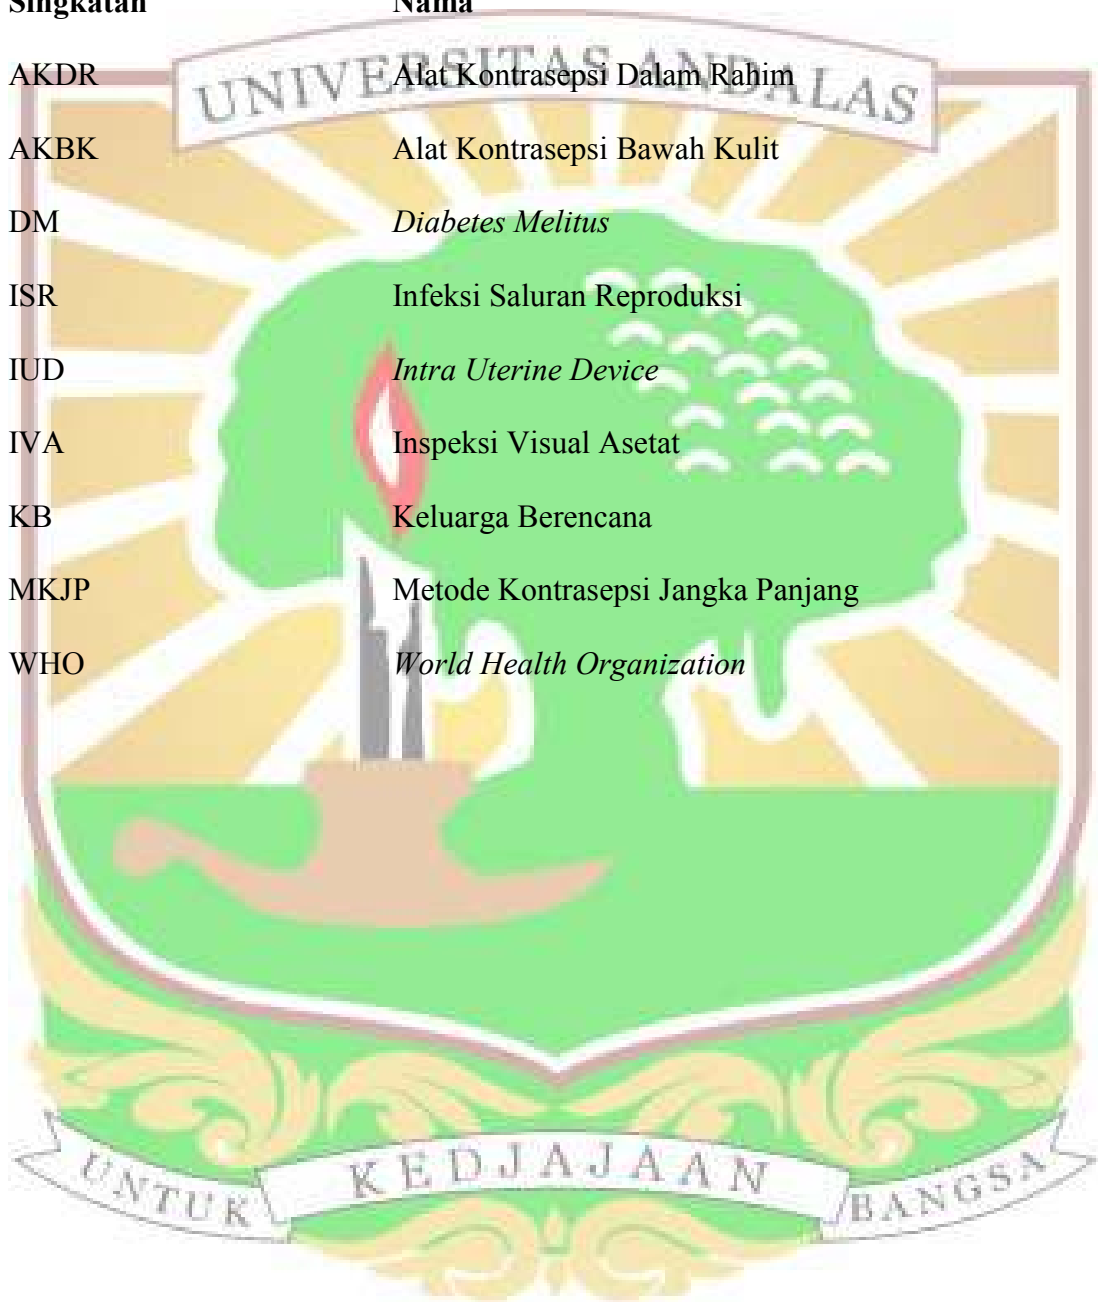 Singkatan Nama
UNIVERSITAS ANDALAS
AKDR Alat Kontrasepsi Dalam Rahim
AKBK Alat Kontrasepsi Bawah Kulit
DM Diabetes Melitus
ISR Infeksi Saluran Reproduksi
IUD Intra Uterine Device
IVA Inspeksi Visual Asetat
KB Keluarga Berencana
MKJP Metode Kontrasepsi Jangka Panjang
WHO World Health Organization
UNTUK KEDJAJAAN BANGSA